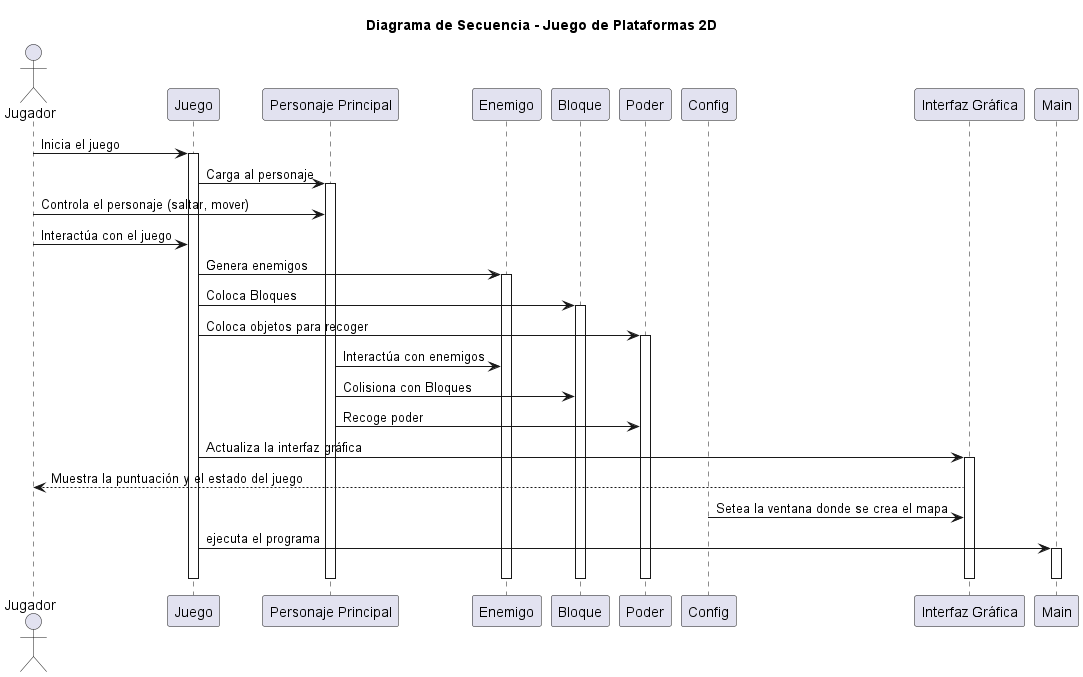 Diagrama de Secuencia - Juego de Plataformas 2D
Jugador
Juego
Personaje Principal
Enemigo
Bloque
Poder
Config
Interfaz Gráfica
Main
Inicia el juego
Carga al personaje
Controla el personaje (saltar, mover)
Interactúa con el juego
Genera enemigos
Coloca Bloques
Coloca objetos para recoger
Interactúa con enemigos
Colisiona con Bloques
Recoge poder
Actualiza la interfaz gráfica
Muestra la puntuación y el estado del juego
Setea la ventana donde se crea el mapa
ejecuta el programa
Jugador
Juego
Personaje Principal
Enemigo
Bloque
Poder
Config
Interfaz Gráfica
Main